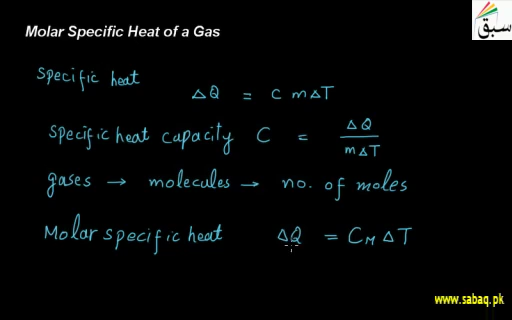 Molar Specific Heat of a Gas
سبق
Specific heat
ΔQ = c m ΔT
Specific heat capacity C = ΔQ / mΔT
gases → molecules → no. of moles
Molar specific heat ΔQ = C_M ΔT
www.sabaq.pk